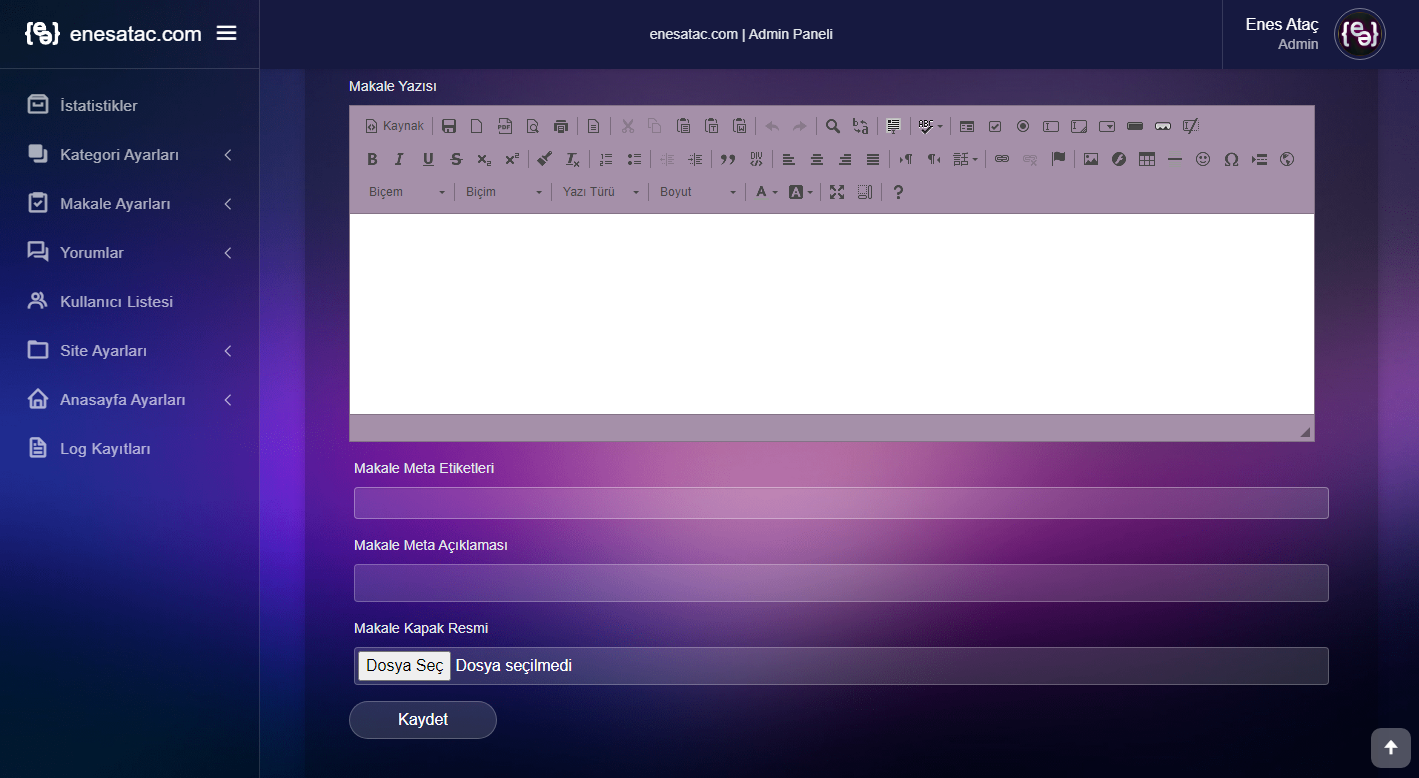 enesatac.com
enesatac.com | Admin Paneli
Enes Ataç
Admin
İstatistikler
Kategori Ayarları
Makale Ayarları
Yorumlar
Kullanıcı Listesi
Site Ayarları
Anasayfa Ayarları
Log Kayıtları
Makale Yazısı
Kaynak
Biçem
Biçim
Yazı Türü
Boyut
Makale Meta Etiketleri
Makale Meta Açıklaması
Makale Kapak Resmi
Dosya Seç Dosya seçilmedi
Kaydet